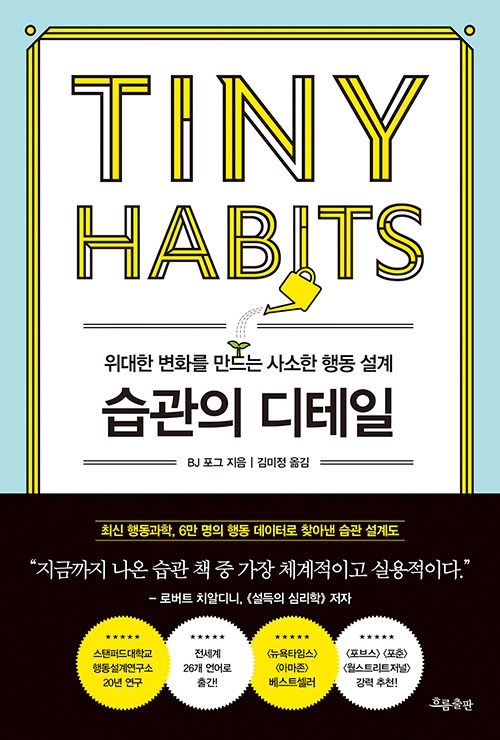 TINY
HABITS
위대한 변화를 만드는 사소한 행동 설계
습관의 디테일
BJ 포그 지음 | 김미정 옮김
최신 행동과학, 6만 명의 행동 데이터로 찾아낸 습관 설계도
“지금까지 나온 습관 책 중 가장 체계적이고 실용적이다.”
– 로버트 치알디니, 《설득의 심리학》 저자
★★★★★
스탠퍼드대학교
행동설계연구소
20년 연구
★★★★★
전세계
26개 언어로
출간!
★★★★★
〈뉴욕타임스〉
〈아마존〉
베스트셀러
★★★★★
〈포브스〉 〈포춘〉
〈월스트리트저널〉
강력 추천!
흐름출판